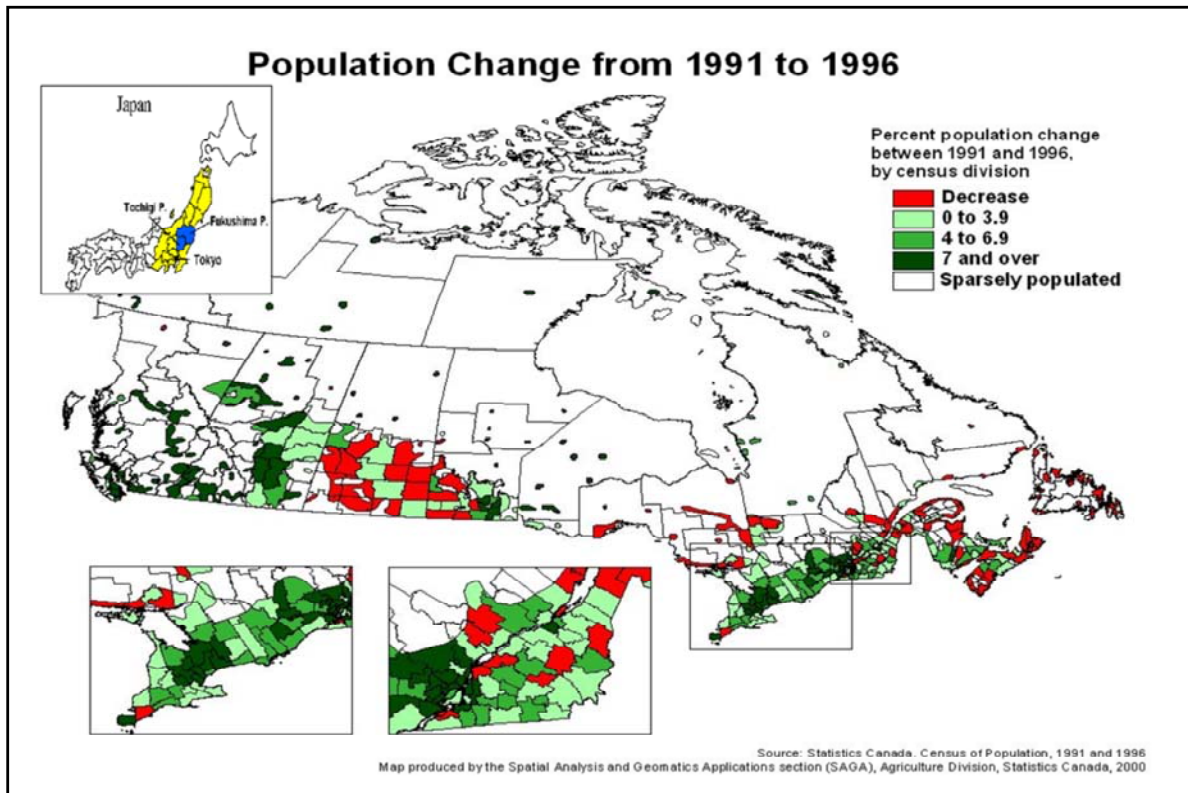 Population Change from 1991 to 1996
Japan
Tochigi P.
Fukushima P.
Tokyo
Percent population change
between 1991 and 1996,
by census division
Decrease
0 to 3.9
4 to 6.9
7 and over
Sparsely populated
Source: Statistics Canada. Census of Population, 1991 and 1996
Map produced by the Spatial Analysis and Geomatics Applications section (SAGA), Agriculture Division, Statistics Canada, 2000